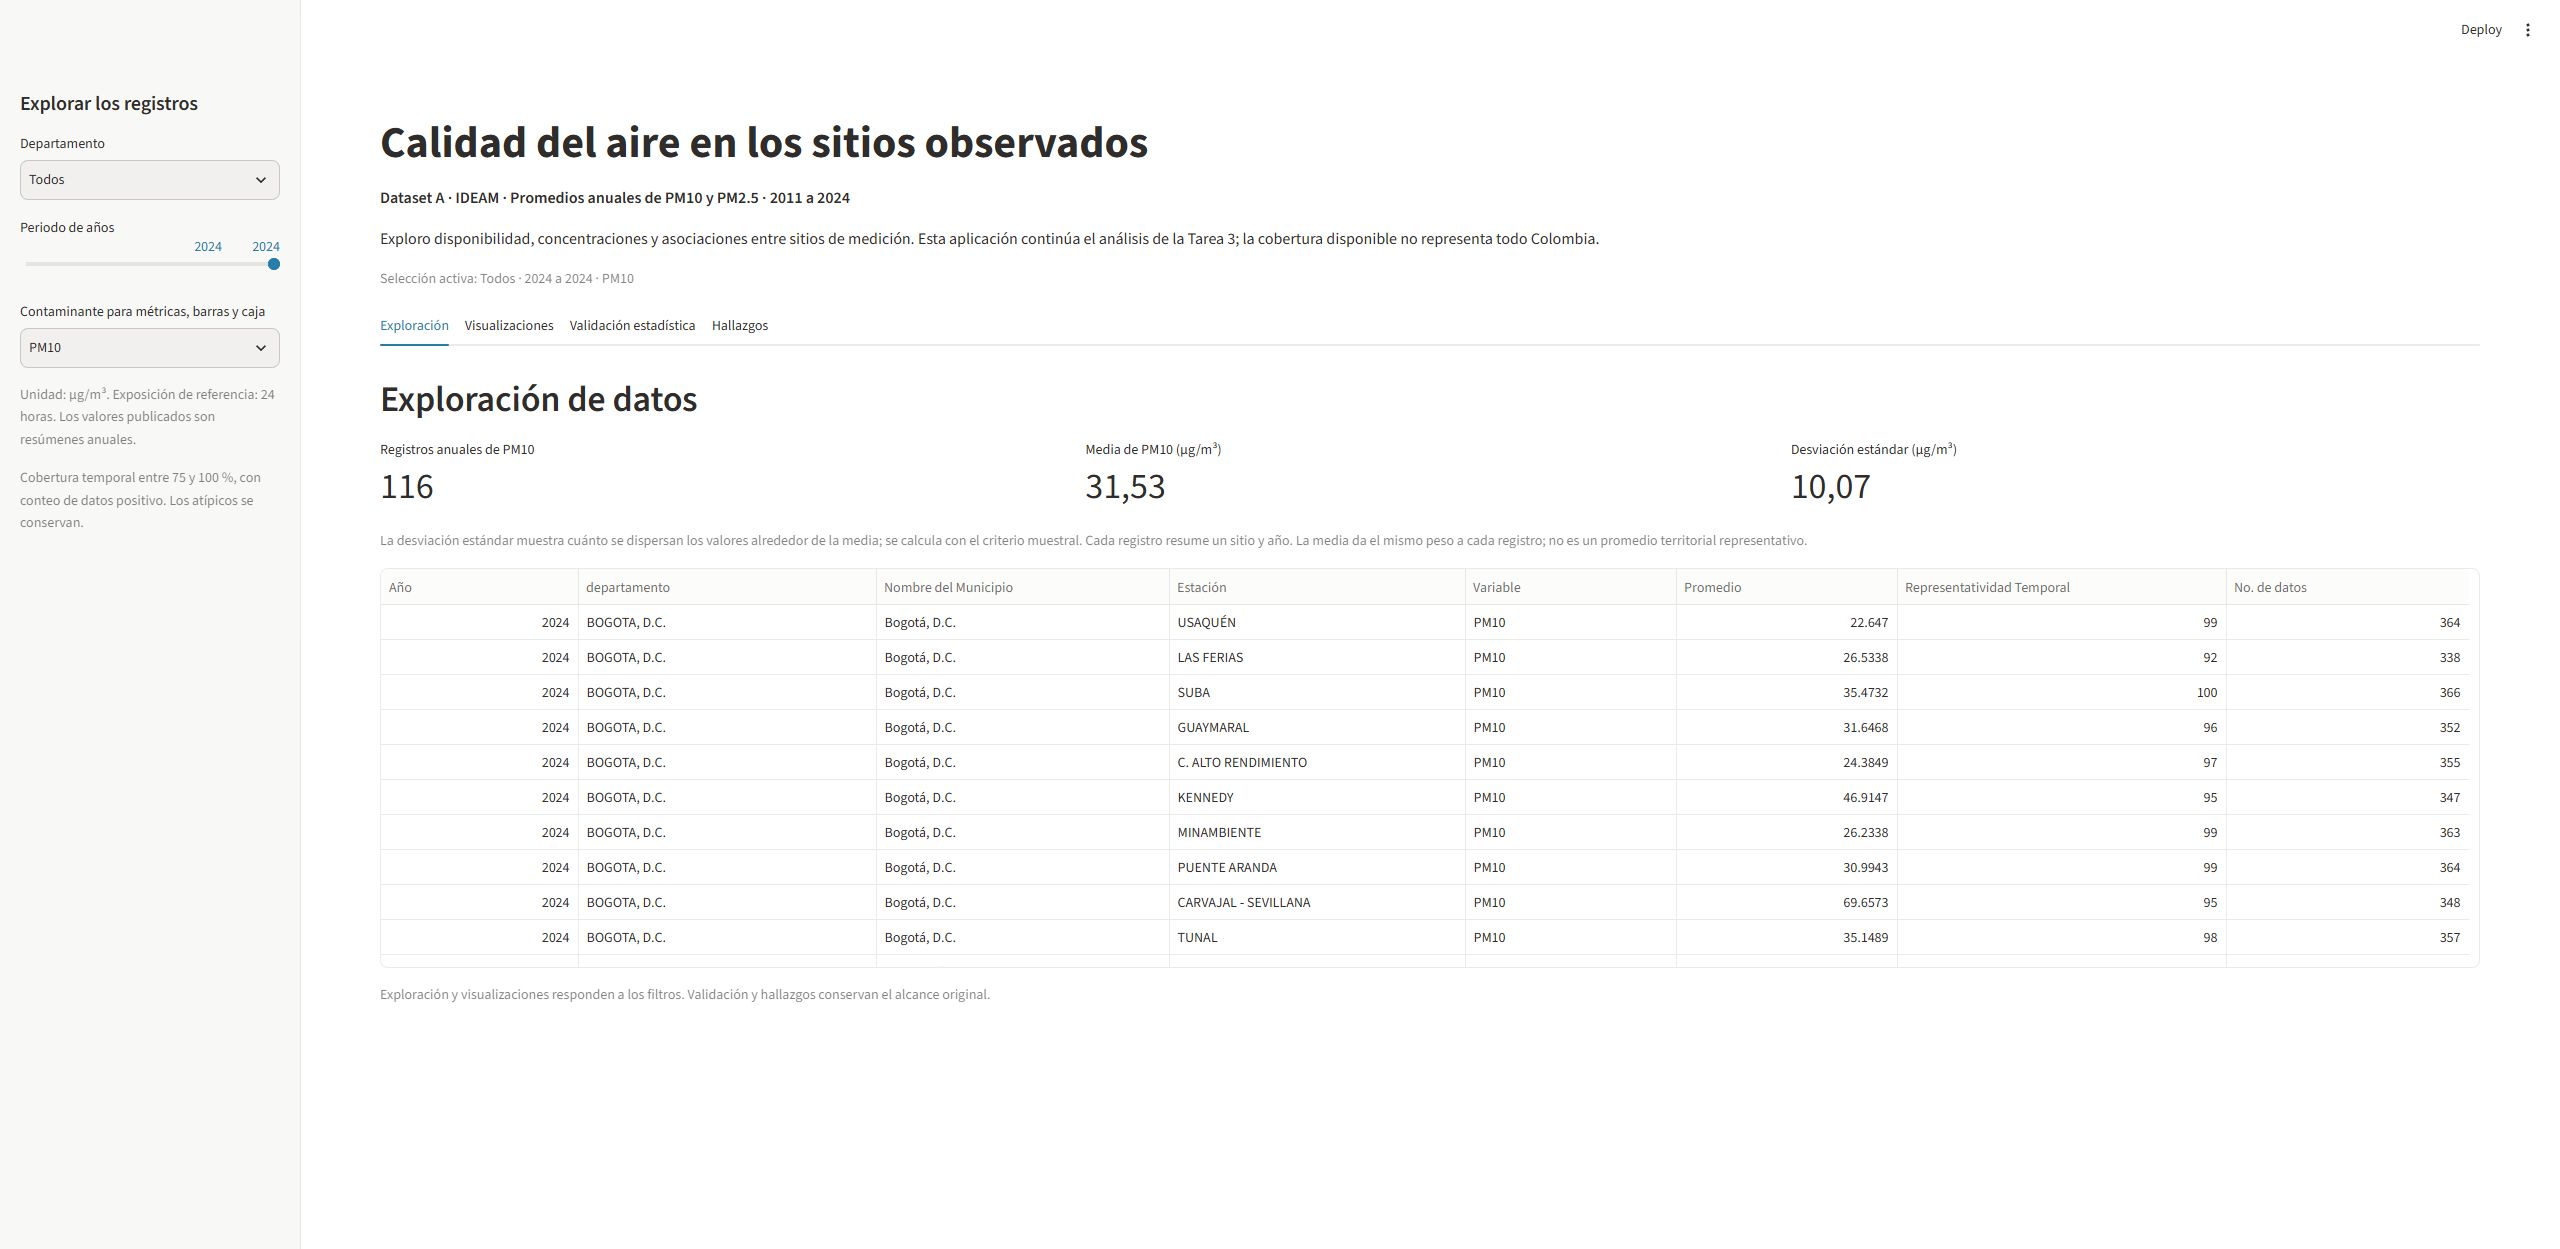 Deploy
Explorar los registros
Departamento
Todos
Periodo de años
2024 2024
Contaminante para métricas, barras y caja
PM10
Unidad: µg/m³. Exposición de referencia: 24
horas. Los valores publicados son
resúmenes anuales.
Cobertura temporal entre 75 y 100 %, con
conteo de datos positivo. Los atípicos se
conservan.
Calidad del aire en los sitios observados
Dataset A · IDEAM · Promedios anuales de PM10 y PM2.5 · 2011 a 2024
Exploro disponibilidad, concentraciones y asociaciones entre sitios de medición. Esta aplicación continúa el análisis de la Tarea 3; la cobertura disponible no representa todo Colombia.
Selección activa: Todos · 2024 a 2024 · PM10
Exploración Visualizaciones Validación estadística Hallazgos
Exploración de datos
Registros anuales de PM10 Media de PM10 (µg/m³) Desviación estándar (µg/m³)
116 31,53 10,07
La desviación estándar muestra cuánto se dispersan los valores alrededor de la media; se calcula con el criterio muestral. Cada registro resume un sitio y año. La media da el mismo peso a cada registro; no es un promedio territorial representativo.
Año departamento Nombre del Municipio Estación Variable Promedio Representatividad Temporal No. de datos
2024 BOGOTA, D.C. Bogotá, D.C. USAQUÉN PM10 22.647 99 364
2024 BOGOTA, D.C. Bogotá, D.C. LAS FERIAS PM10 26.5338 92 338
2024 BOGOTA, D.C. Bogotá, D.C. SUBA PM10 35.4732 100 366
2024 BOGOTA, D.C. Bogotá, D.C. GUAYMARAL PM10 31.6468 96 352
2024 BOGOTA, D.C. Bogotá, D.C. C. ALTO RENDIMIENTO PM10 24.3849 97 355
2024 BOGOTA, D.C. Bogotá, D.C. KENNEDY PM10 46.9147 95 347
2024 BOGOTA, D.C. Bogotá, D.C. MINAMBIENTE PM10 26.2338 99 363
2024 BOGOTA, D.C. Bogotá, D.C. PUENTE ARANDA PM10 30.9943 99 364
2024 BOGOTA, D.C. Bogotá, D.C. CARVAJAL - SEVILLANA PM10 69.6573 95 348
2024 BOGOTA, D.C. Bogotá, D.C. TUNAL PM10 35.1489 98 357
Exploración y visualizaciones responden a los filtros. Validación y hallazgos conservan el alcance original.